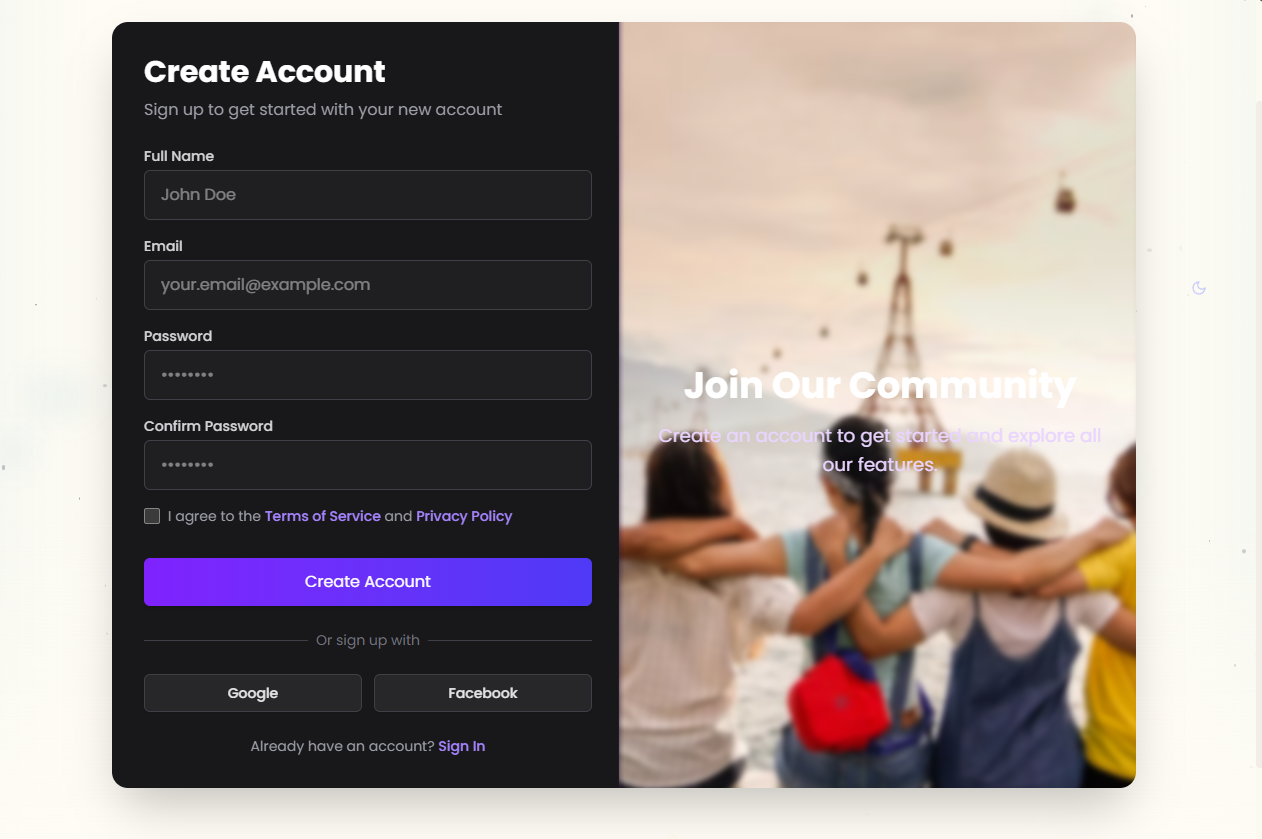 Create Account
Sign up to get started with your new account
Full Name
John Doe
Email
your.email@example.com
Password
••••••••
Confirm Password
••••••••
I agree to the Terms of Service and Privacy Policy
Create Account
Or sign up with
Google
Facebook
Already have an account? Sign In
Join Our Community
Create an account to get started and explore all
our features.